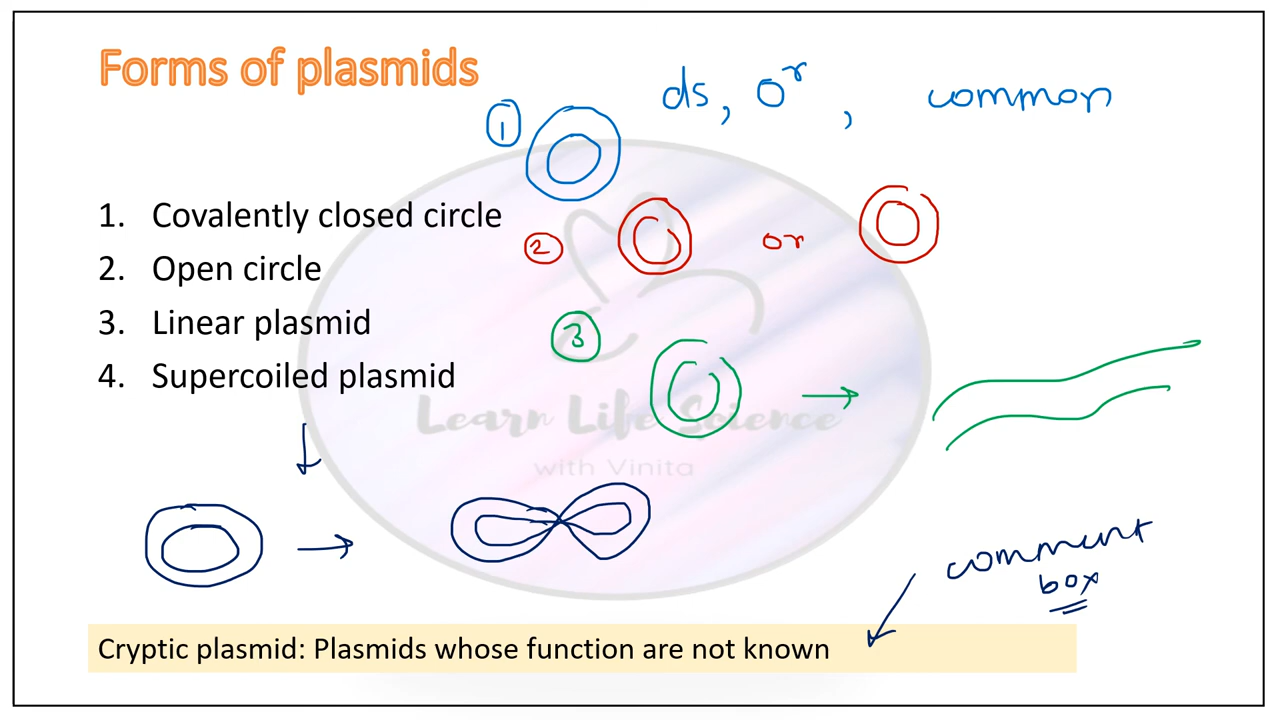 Forms of plasmids
ds, oʳ, common
①
1. Covalently closed circle
2. Open circle
② or
3. Linear plasmid
③
4. Supercoiled plasmid
Learn Life Science
with Vinita
comment
box
Cryptic plasmid: Plasmids whose function are not known